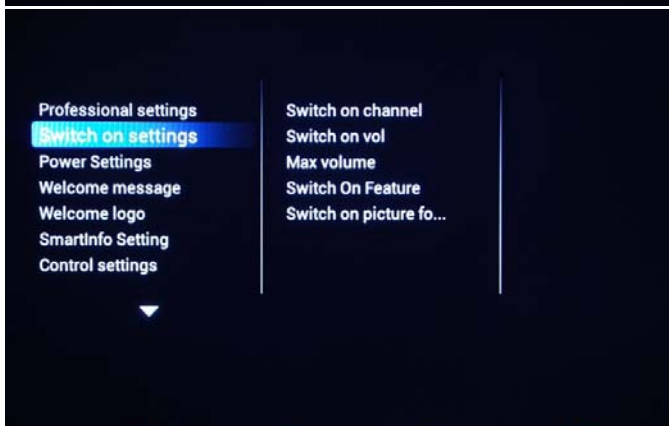 Professional settings
Switch on settings
Power Settings
Welcome message
Welcome logo
SmartInfo Setting
Control settings
Switch on channel
Switch on vol
Max volume
Switch On Feature
Switch on picture fo...